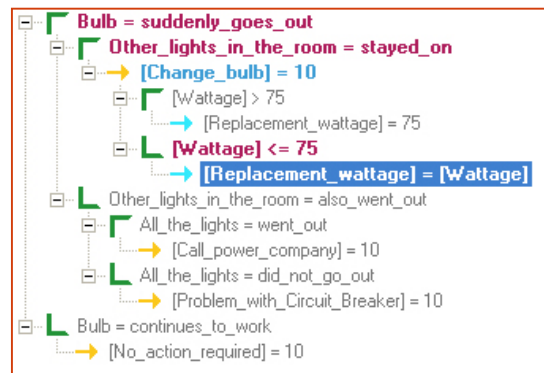 Bulb = suddenly_goes_out
Other_lights_in_the_room = stayed_on
[Change_bulb] = 10
[Wattage] > 75
[Replacement_wattage] = 75
[Wattage] <= 75
[Replacement_wattage] = [Wattage]
Other_lights_in_the_room = also_went_out
All_the_lights = went_out
[Call_power_company] = 10
All_the_lights = did_not_go_out
[Problem_with_Circuit_Breaker] = 10
Bulb = continues_to_work
[No_action_required] = 10